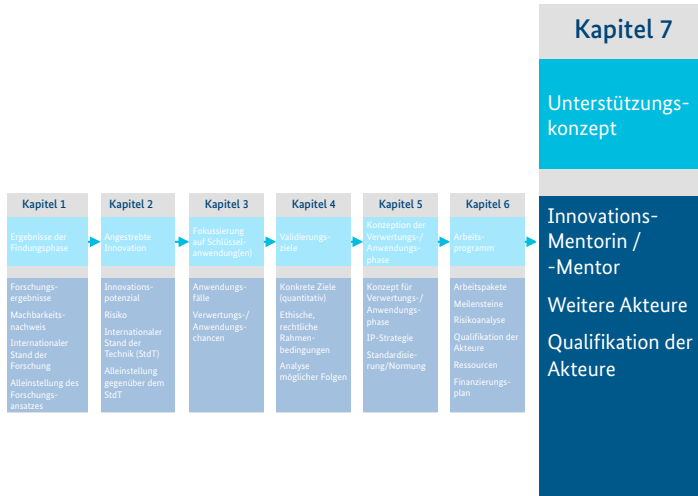 Kapitel 1
Ergebnisse der
Findungsphase
Forschungs-
ergebnisse
Machbarkeits-
nachweis
Internationaler
Stand der
Forschung
Alleinstellung des
Forschungs-
ansatzes
Kapitel 2
Angestrebte
Innovation
Innovations-
potenzial
Risiko
Internationaler
Stand der
Technik (StdT)
Alleinstellung
gegenüber dem
StdT
Kapitel 3
Fokussierung
auf Schlüssel-
anwendung(en)
Anwendungs-
fälle
Verwertungs-/
Anwendungs-
chancen
Kapitel 4
Validierungs-
ziele
Konkrete Ziele
(quantitativ)
Ethische,
rechtliche
Rahmen-
bedingungen
Analyse
möglicher Folgen
Kapitel 5
Konzeption der
Verwertungs-/
Anwendungs-
phase
Konzept für
Verwertungs-/
Anwendungs-
phase
IP-Strategie
Standardisie-
rung/Normung
Kapitel 6
Arbeits-
programm
Arbeitspakete
Meilensteine
Risikoanalyse
Qualifikation der
Akteure
Ressourcen
Finanzierungs-
plan
Kapitel 7
Unterstützungs-
konzept
Innovations-
Mentorin /
-Mentor
Weitere Akteure
Qualifikation der
Akteure